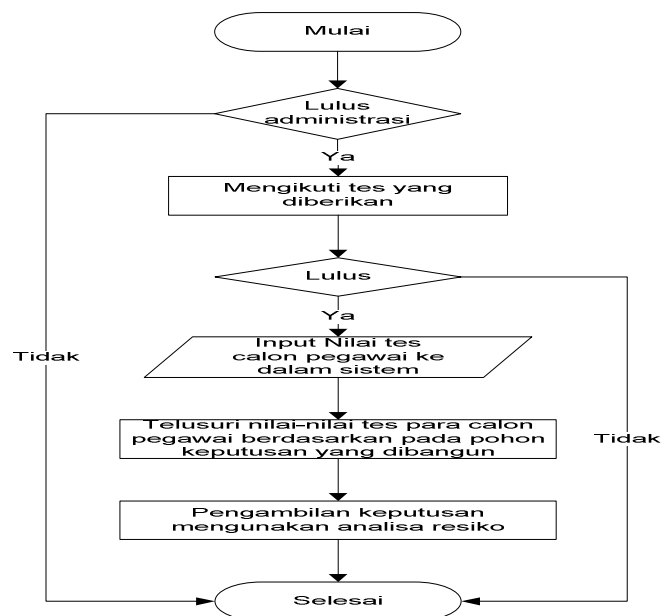 Mulai
Lulus
administrasi
Ya
Mengikuti tes yang
diberikan
Lulus
Ya
Input Nilai tes
calon pegawai ke
dalam sistem
Tidak
Telusuri nilai-nilai tes para calon
pegawai berdasarkan pada pohon
keputusan yang dibangun
Tidak
Pengambilan keputusan
mengunakan analisa resiko
Selesai